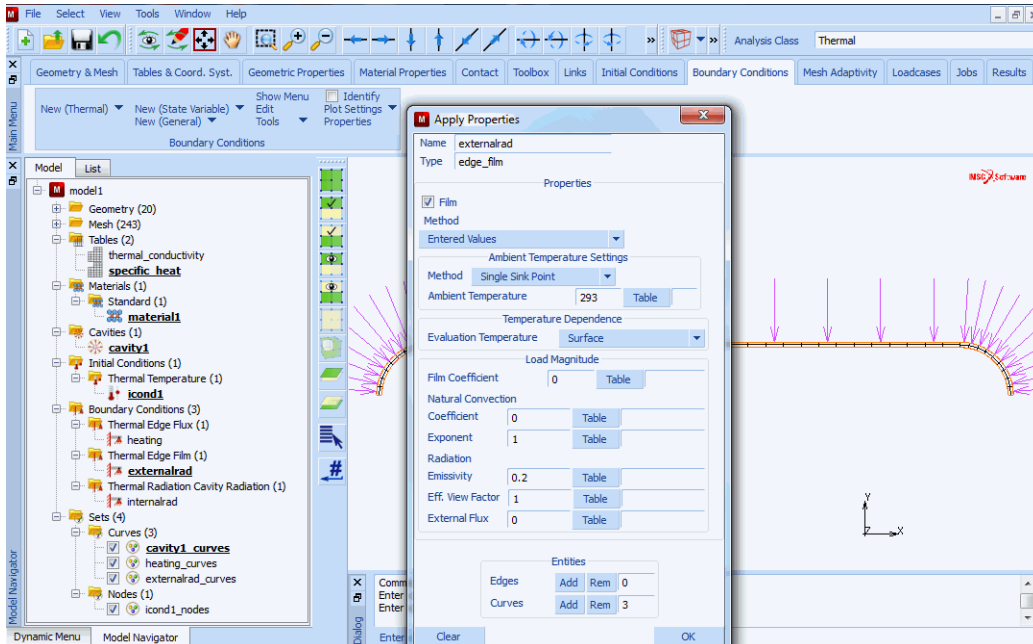 File Select View Tools Window Help
» » Analysis Class Thermal
Geometry & Mesh Tables & Coord. Syst. Geometric Properties Material Properties Contact Toolbox Links Initial Conditions Boundary Conditions Mesh Adaptivity Loadcases Jobs Results
Main Menu
New (Thermal) New (State Variable) Show Menu Identify
New (General) Edit Plot Settings
Tools Properties
Boundary Conditions
Model List
model1
Geometry (20)
Mesh (243)
Tables (2)
thermal_conductivity
specific_heat
Materials (1)
Standard (1)
material1
Cavities (1)
cavity1
Initial Conditions (1)
Thermal Temperature (1)
icond1
Boundary Conditions (3)
Thermal Edge Flux (1)
heating
Thermal Edge Film (1)
externalrad
Thermal Radiation Cavity Radiation (1)
internalrad
Sets (4)
Curves (3)
cavity1_curves
heating_curves
externalrad_curves
Nodes (1)
icond1_nodes
Model Navigator
Dynamic Menu Model Navigator
Apply Properties
Name externalrad
Type edge_film
Properties
Film
Method
Entered Values
Ambient Temperature Settings
Method Single Sink Point
Ambient Temperature 293 Table
Temperature Dependence
Evaluation Temperature Surface
Load Magnitude
Film Coefficient 0 Table
Natural Convection
Coefficient 0 Table
Exponent 1 Table
Radiation
Emissivity 0.2 Table
Eff. View Factor 1 Table
External Flux 0 Table
Entities
Edges Add Rem 0
Curves Add Rem 3
Clear OK
MSC Software
Y
Z X
Dialog
Comm
Enter
Enter
Enter